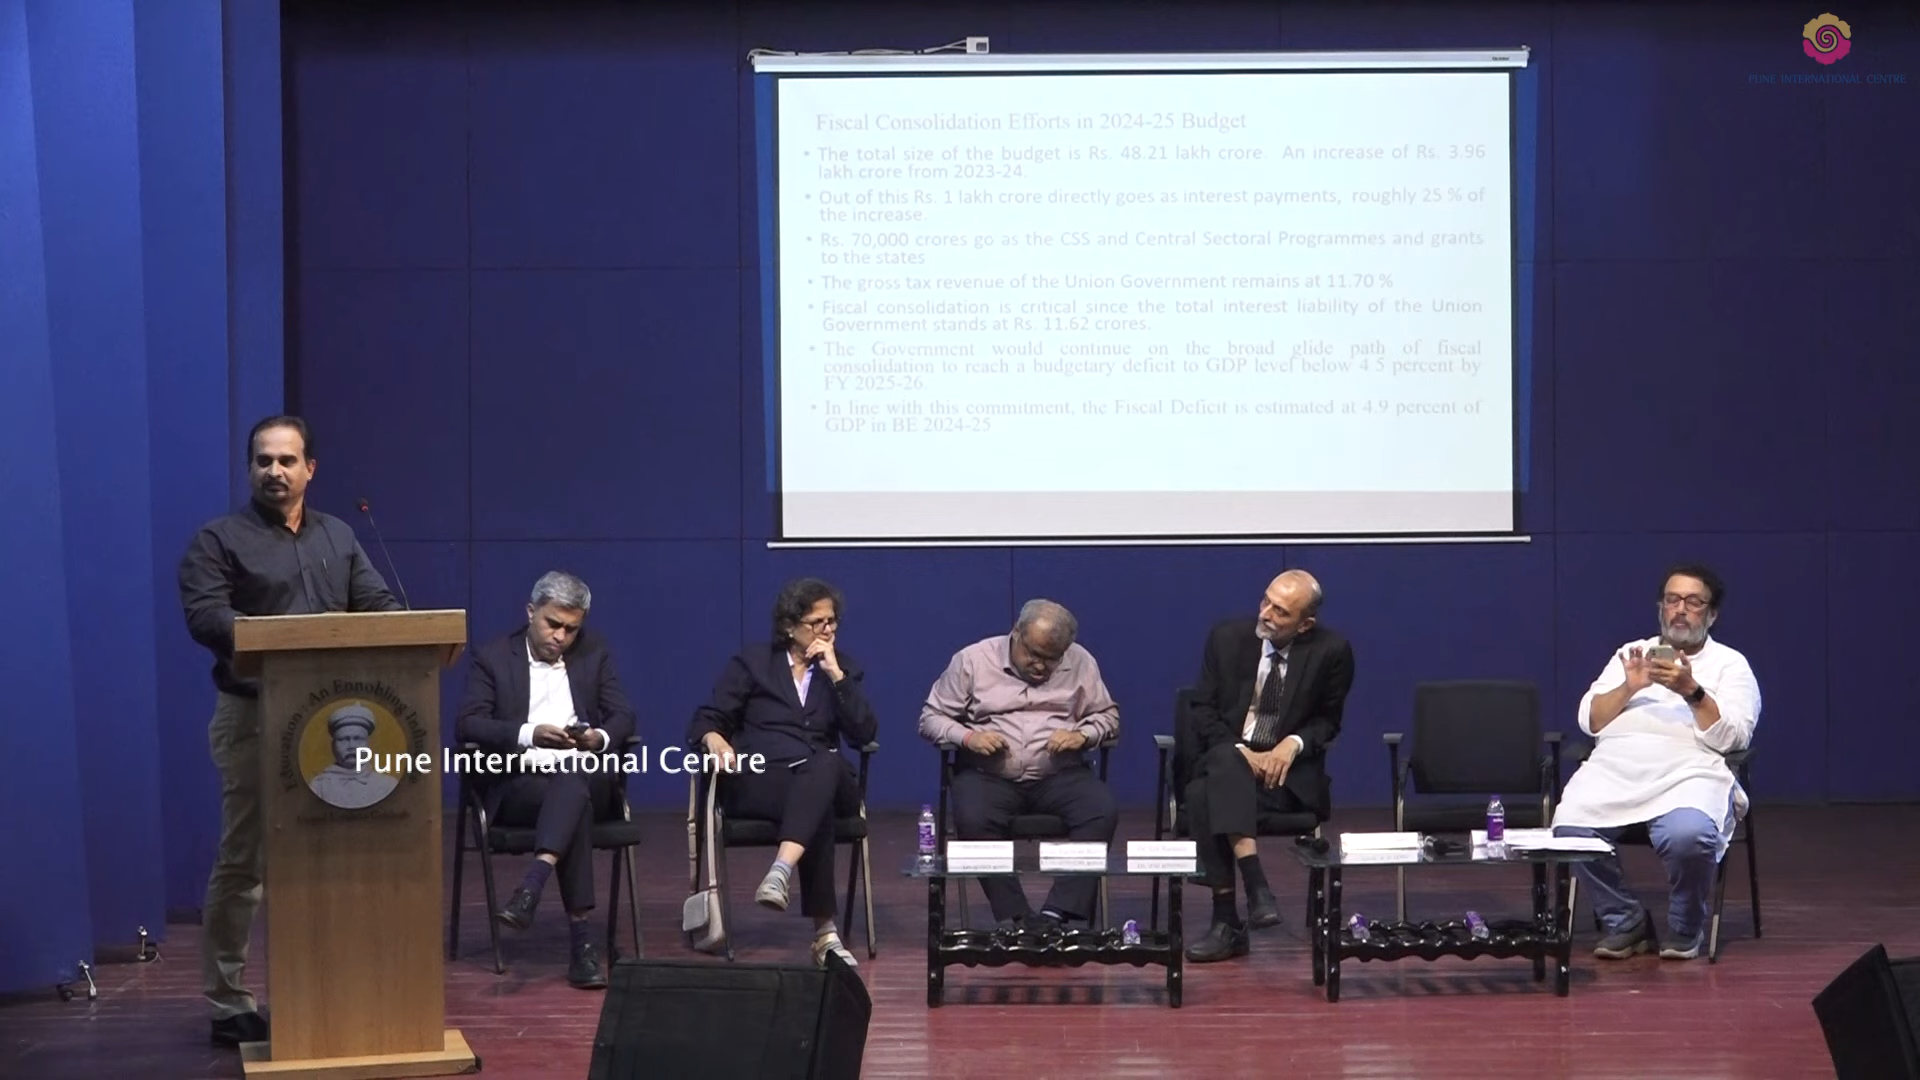 PUNE INTERNATIONAL CENTRE
Fiscal Consolidation Efforts in 2024-25 Budget
• The total size of the budget is Rs. 48.21 lakh crore. An increase of Rs. 3.96
lakh crore from 2023-24.
• Out of this Rs. 1 lakh crore directly goes as interest payments, roughly 25 % of
the increase.
• Rs. 70,000 crores go as the CSS and Central Sectoral Programmes and grants
to the states
• The gross tax revenue of the Union Government remains at 11.70 %
• Fiscal consolidation is critical since the total interest liability of the Union
Government stands at Rs. 11.62 crores.
• The Government would continue on the broad glide path of fiscal
consolidation to reach a budgetary deficit to GDP level below 4.5 percent by
FY 2025-26.
• In line with this commitment, the Fiscal Deficit is estimated at 4.9 percent of
GDP in BE 2024-25
Education : An Ennobling
Pune International Centre